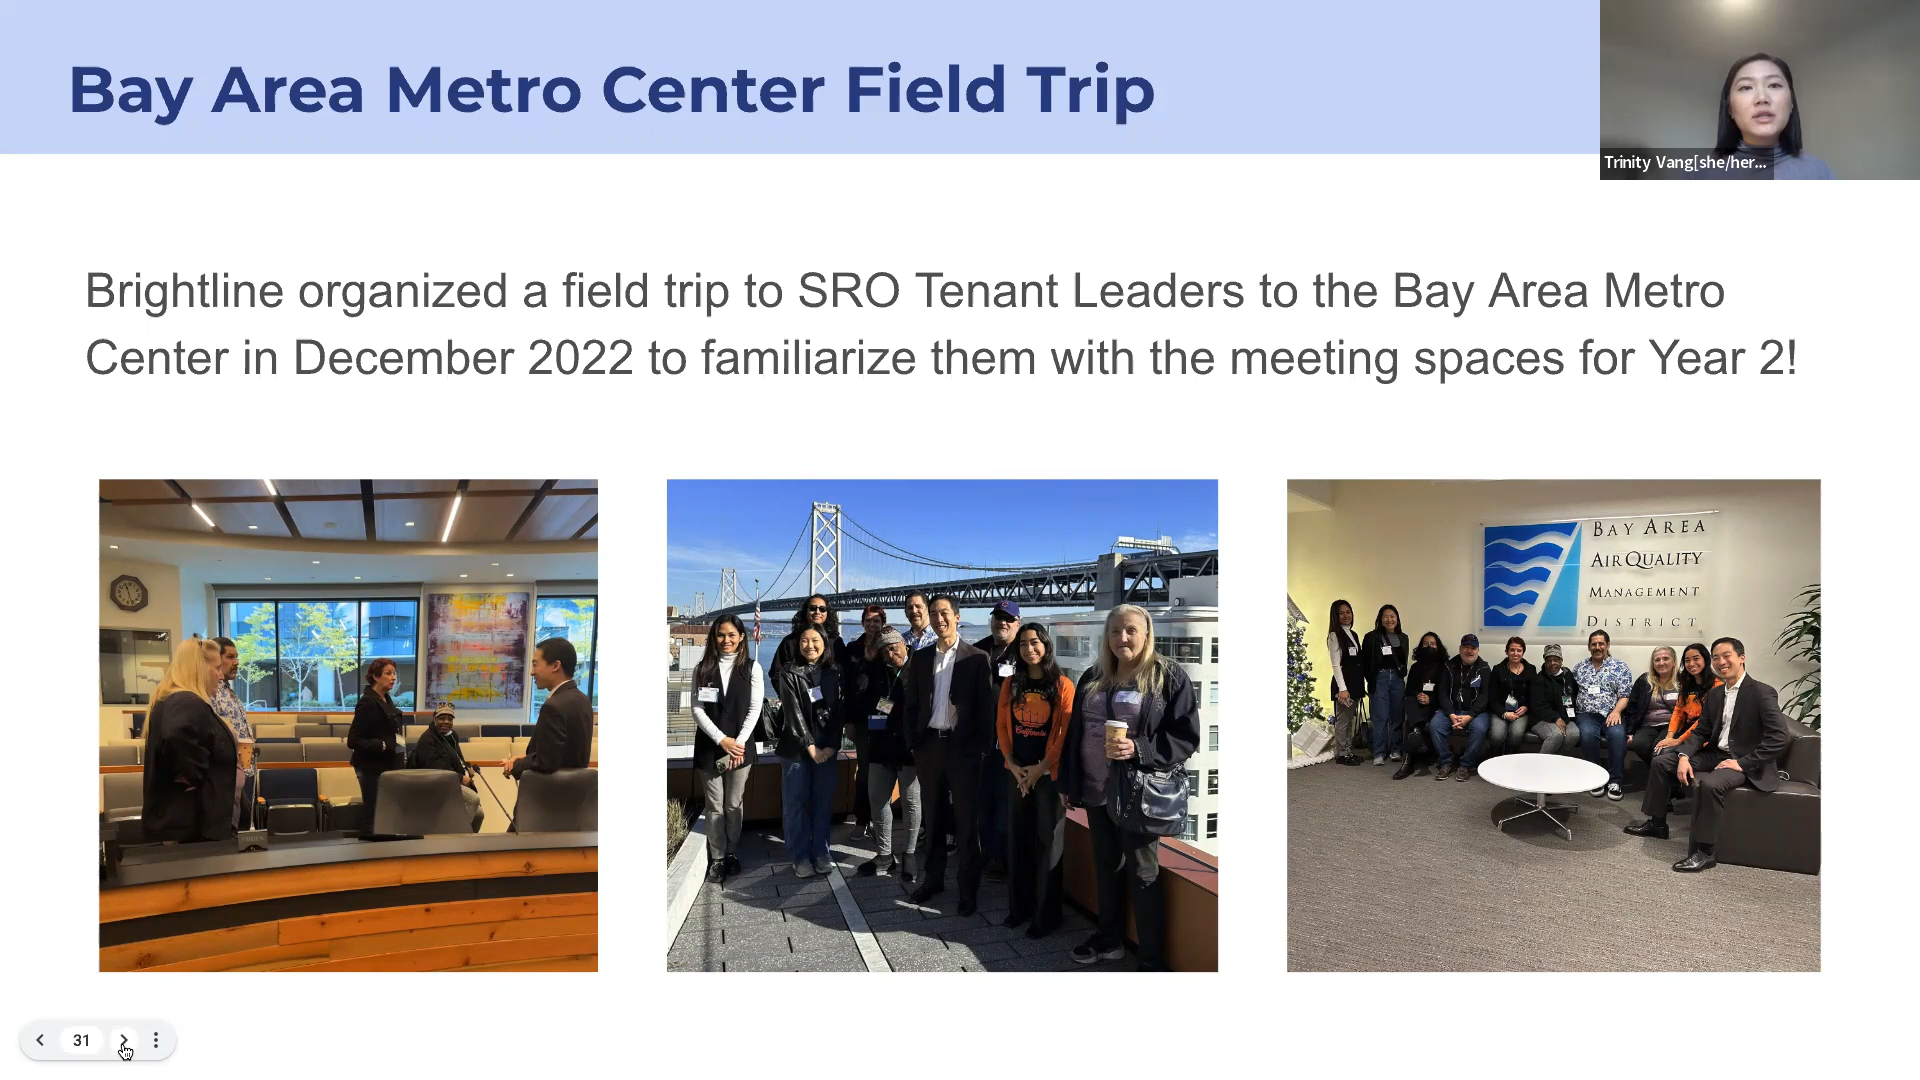 Bay Area Metro Center Field Trip
Trinity Vang[she/her...
Brightline organized a field trip to SRO Tenant Leaders to the Bay Area Metro
Center in December 2022 to familiarize them with the meeting spaces for Year 2!
California
BAY AREA
AIR QUALITY
MANAGEMENT
DISTRICT
31